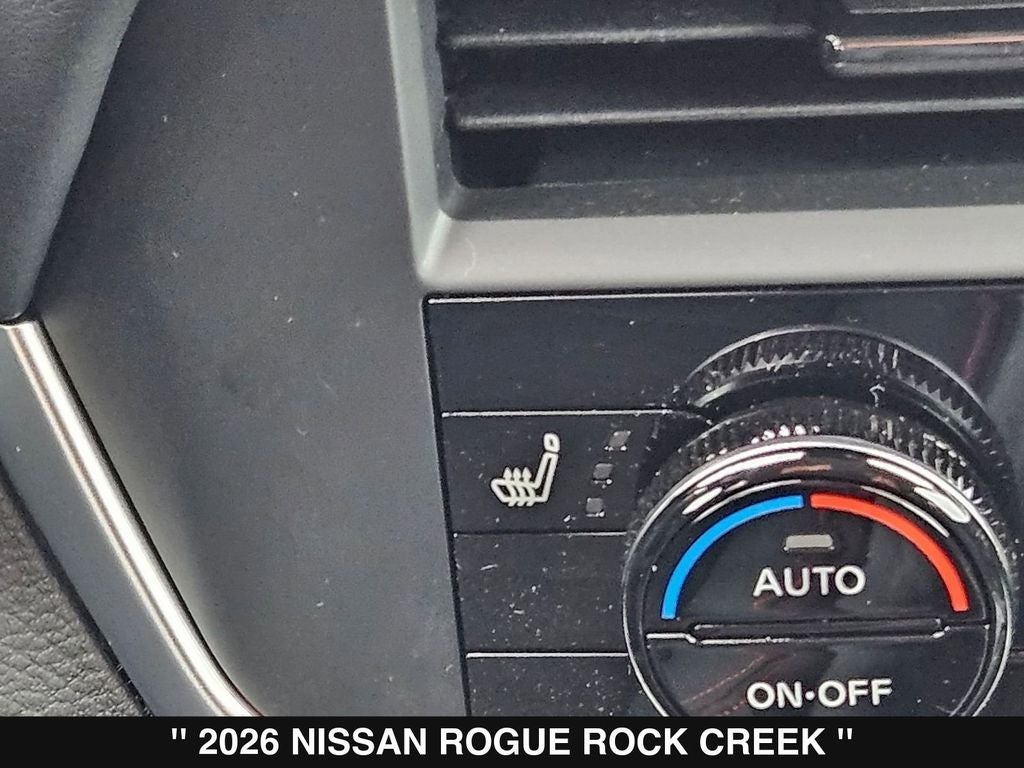 AUTO
ON•OFF
" 2026 NISSAN ROGUE ROCK CREEK "